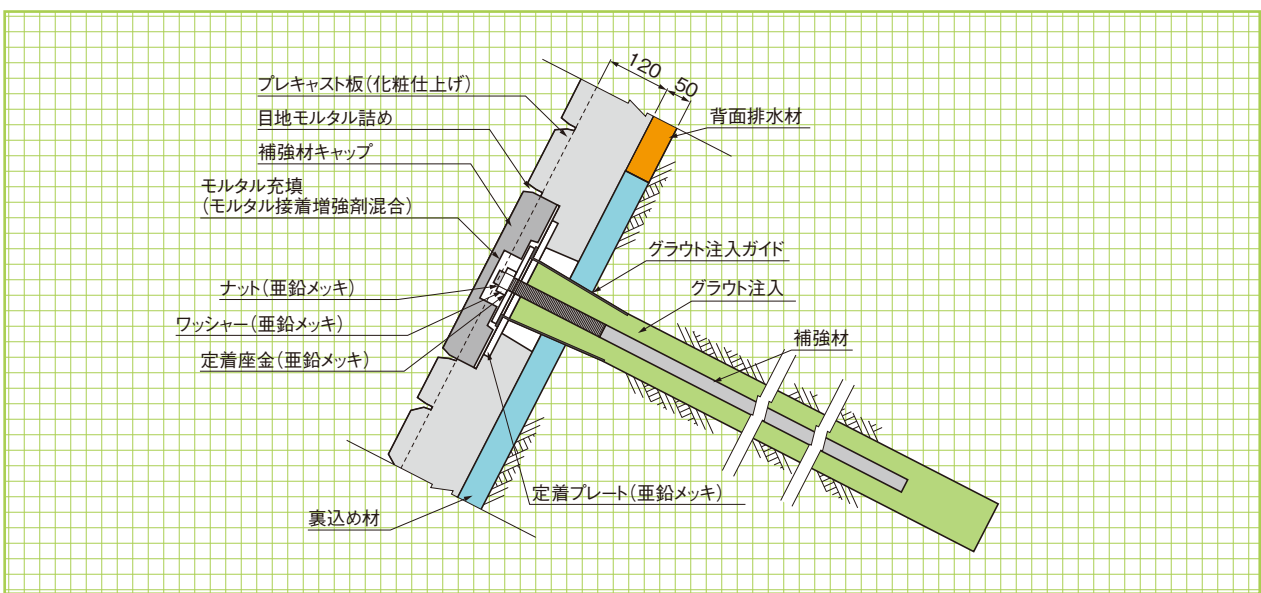 120
50
プレキャスト板(化粧仕上げ)
目地モルタル詰め
補強材キャップ
モルタル充填
(モルタル接着増強剤混合)
ナット(亜鉛メッキ)
ワッシャー(亜鉛メッキ)
定着座金(亜鉛メッキ)
背面排水材
グラウト注入ガイド
グラウト注入
補強材
定着プレート(亜鉛メッキ)
裏込め材